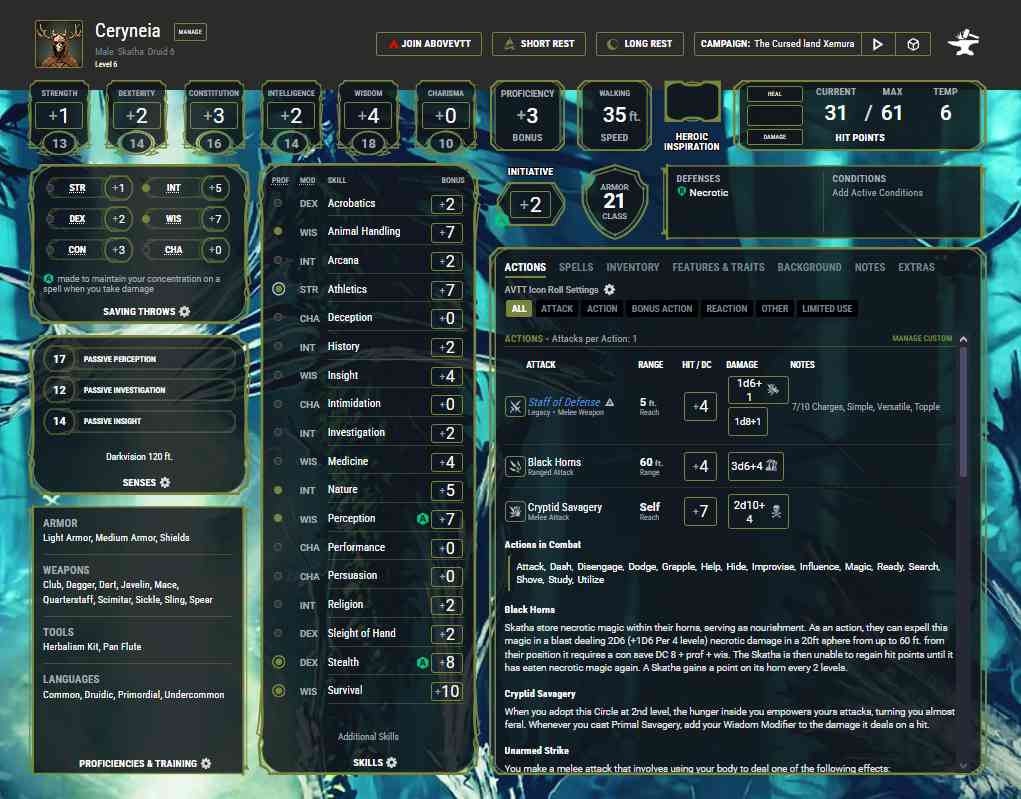 Ceryneia
MANAGE
Male Skatha Druid 6
Level 6
JOIN ABOVEVTT
SHORT REST
LONG REST
CAMPAIGN: The Cursed land Xemura
STRENGTH
+1
13
DEXTERITY
+2
14
CONSTITUTION
+3
16
INTELLIGENCE
+2
14
WISDOM
+4
18
CHARISMA
+0
10
PROFICIENCY
+3
BONUS
WALKING
35 ft.
SPEED
HEROIC
INSPIRATION
HEAL
DAMAGE
CURRENT MAX TEMP
31 / 61 6
HIT POINTS
STR +1 INT +5
DEX +2 WIS +7
CON +3 CHA +0
A made to maintain your concentration on a
spell when you take damage
SAVING THROWS
17 PASSIVE PERCEPTION
12 PASSIVE INVESTIGATION
14 PASSIVE INSIGHT
Darkvision 120 ft.
SENSES
ARMOR
Light Armor, Medium Armor, Shields
WEAPONS
Club, Dagger, Dart, Javelin, Mace,
Quarterstaff, Scimitar, Sickle, Sling, Spear
TOOLS
Herbalism Kit, Pan Flute
LANGUAGES
Common, Druidic, Primordial, Undercommon
PROFICIENCIES & TRAINING
PROF MOD SKILL BONUS
DEX Acrobatics +2
WIS Animal Handling +7
INT Arcana +2
STR Athletics +7
CHA Deception +0
INT History +2
WIS Insight +4
CHA Intimidation +0
INT Investigation +2
WIS Medicine +4
INT Nature +5
WIS Perception A +7
CHA Performance +0
CHA Persuasion +0
INT Religion +2
DEX Sleight of Hand +2
DEX Stealth A +8
WIS Survival +10
Additional Skills
SKILLS
INITIATIVE
+2
A
ARMOR
21
CLASS
DEFENSES
Necrotic
CONDITIONS
Add Active Conditions
ACTIONS SPELLS INVENTORY FEATURES & TRAITS BACKGROUND NOTES EXTRAS
AVTT Icon Roll Settings
ALL ATTACK ACTION BONUS ACTION REACTION OTHER LIMITED USE
ACTIONS - Attacks per Action: 1
MANAGE CUSTOM
ATTACK RANGE HIT / DC DAMAGE NOTES
Staff of Defense
Legacy • Melee Weapon
5 ft.
Reach
+4
1d6+
1
1d8+1
7/10 Charges, Simple, Versatile, Topple
Black Horns
Ranged Attack
60 ft.
Range
+4
3d6+4
Cryptid Savagery
Melee Attack
Self
Reach
+7
2d10+
4
Actions in Combat
Attack, Dash, Disengage, Dodge, Grapple, Help, Hide, Improvise, Influence, Magic, Ready, Search,
Shove, Study, Utilize
Black Horns
Skatha store necrotic magic within their horns, serving as nourishment. As an action, they can expell this
magic in a blast dealing 2D6 (+1D6 Per 4 levels) necrotic damage in a 20ft sphere from up to 60 ft. from
their position it requires a con save DC 8 + prof + wis. The Skatha is then unable to regain hit points until it
has eaten necrotic magic again. A Skatha gains a point on its horn every 2 levels.
Cryptid Savagery
When you adopt this Circle at 2nd level, the hunger inside you empowers yours attacks, turning you almost
feral. Whenever you cast Primal Savagery, add your Wiadom Modifier to the damage it deals on a hit.
Unarmed Strike
You make a melee attack that involves using your body to deal one of the following effects: